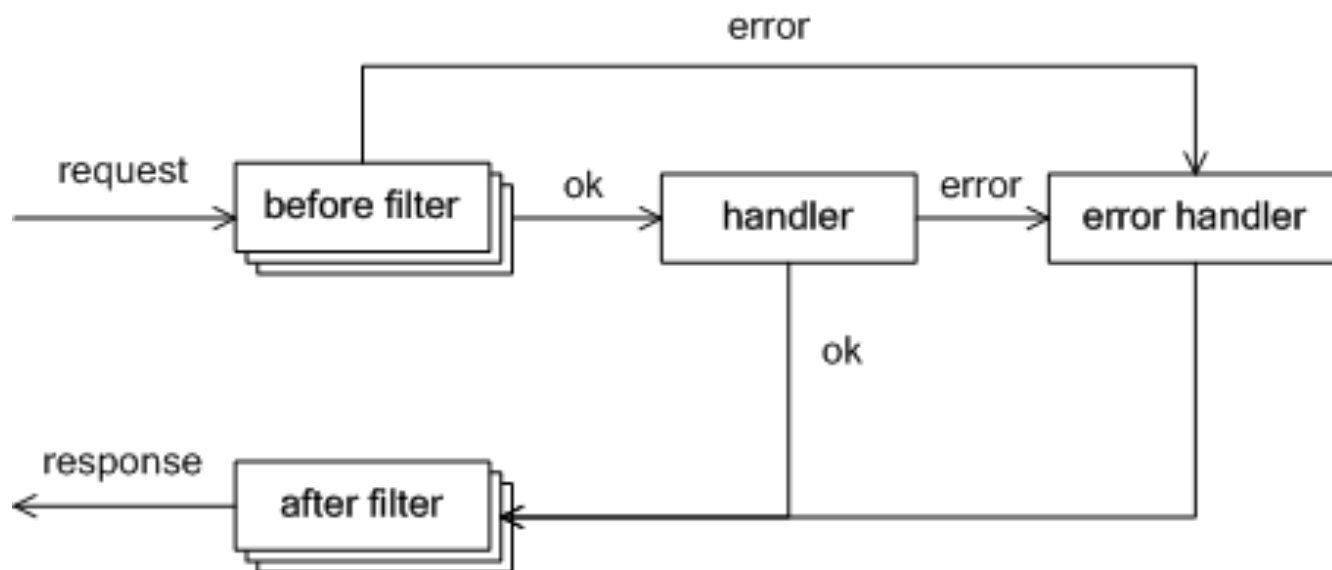 error
request
before filter
ok
handler
error
error handler
ok
response
after filter